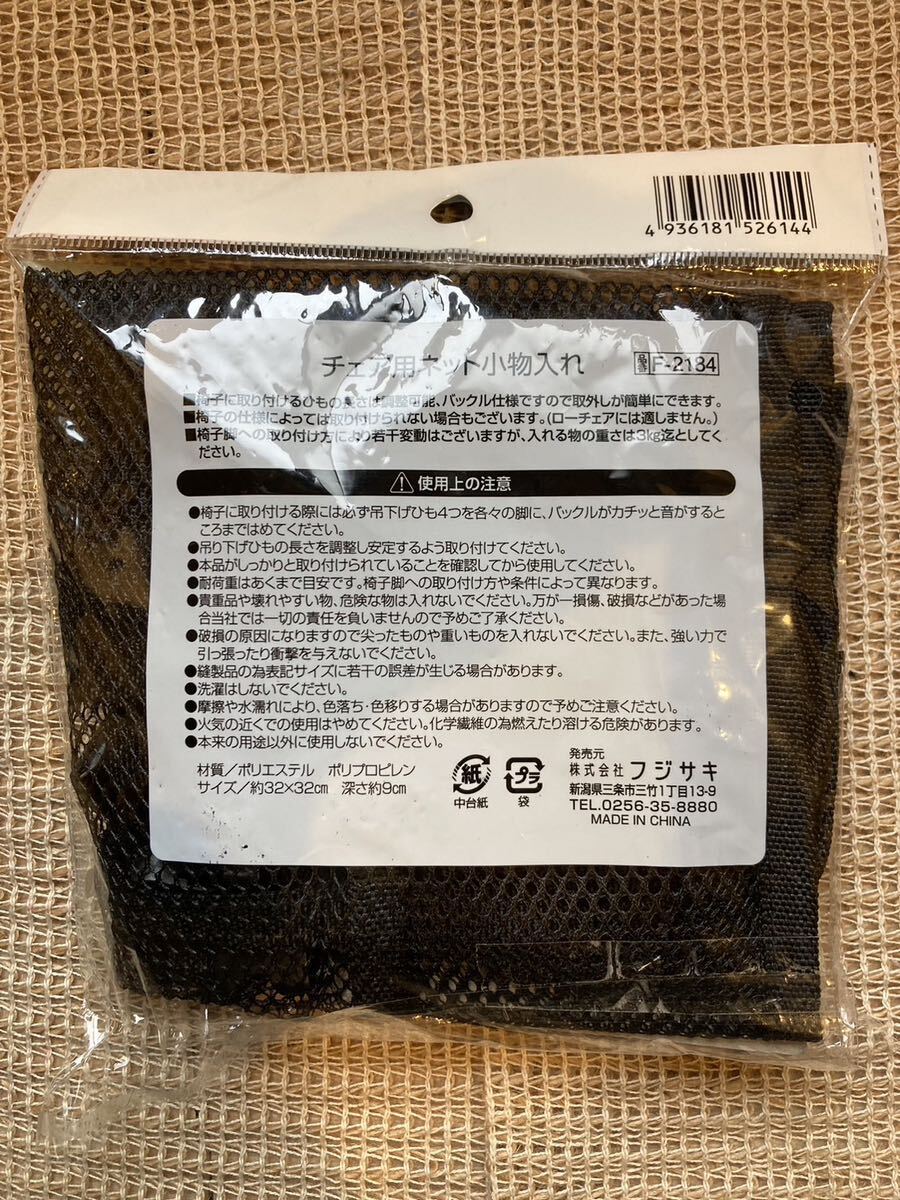 4 936181 526144
チェア用ネット小物入れ 品番 F-2184
■椅子に取り付けるひもの長さは調整可能、バックル仕様ですので取外しが簡単にできます。
■椅子の仕様によっては取り付けられない場合もございます。(ローチェアには適しません。)
■椅子脚への取り付け方により若干変動はございますが、入れる物の重さは3kg迄としてく
ださい。
使用上の注意
●椅子に取り付ける際には必ず吊下げひも4つを各々の脚に、バックルがカチッと音がすると
ころまではめてください。
●吊り下げひもの長さを調整し安定するよう取り付けてください。
●本品がしっかりと取り付けられていることを確認してから使用してください。
●耐荷重はあくまで目安です。椅子脚への取り付け方や条件によって異なります。
●貴重品や壊れやすい物、危険な物は入れないでください。万が一損傷、破損などがあった場
合当社では一切の責任を負いませんので予めご了承ください。
●破損の原因になりますので尖ったものや重いものを入れないでください。また、強い力で
引っ張ったり衝撃を与えないでください。
●縫製品の為表記サイズに若干の誤差が生じる場合があります。
●洗濯はしないでください。
●摩擦や水濡れにより、色落ち・色移りする場合がありますので予めご注意ください。
●火気の近くでの使用はやめてください。化学繊維の為燃えたり溶ける危険があります。
●本来の用途以外に使用しないでください。
材質/ポリエステル ポリプロピレン
サイズ/約32×32cm 深さ約9cm
紙
中台紙
プラ
袋
発売元
株式会社フジサキ
新潟県三条市三竹1丁目13-9
TEL.0256-35-8880
MADE IN CHINA